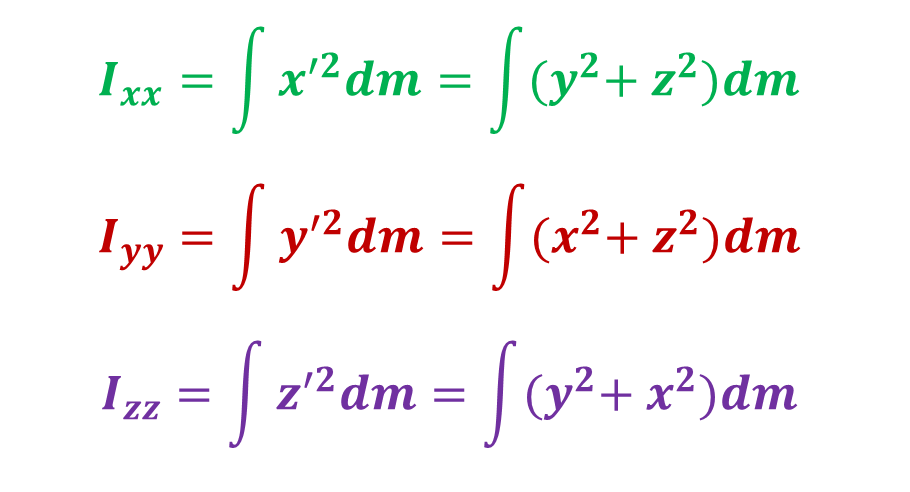 I_xx = ∫ x′² dm = ∫ (y² + z²)dm
I_yy = ∫ y′² dm = ∫ (x² + z²)dm
I_zz = ∫ z′² dm = ∫ (y² + x²)dm